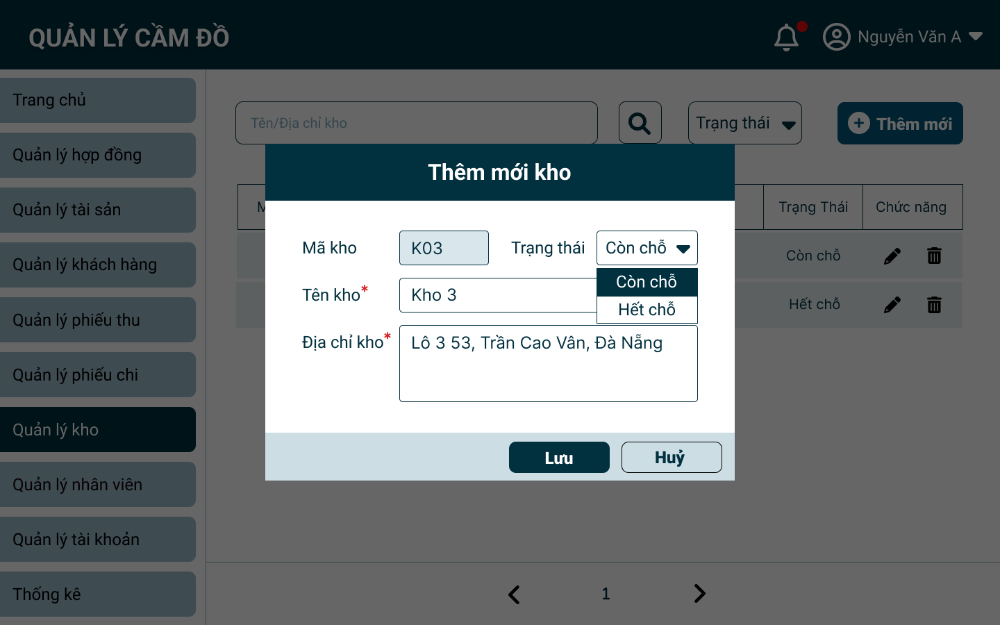 QUẢN LÝ CẦM ĐỒ
Nguyễn Văn A
Trang chủ
Quản lý hợp đồng
Quản lý tài sản
Quản lý khách hàng
Quản lý phiếu thu
Quản lý phiếu chi
Quản lý kho
Quản lý nhân viên
Quản lý tài khoản
Thống kê
Tên/Địa chỉ kho
Trạng thái
Thêm mới
Trạng Thái
Chức năng
Còn chỗ
Hết chỗ
Thêm mới kho
Mã kho
K03
Trạng thái
Còn chỗ
Còn chỗ
Hết chỗ
Tên kho*
Kho 3
Địa chỉ kho*
Lô 3 53, Trần Cao Vân, Đà Nẵng
Lưu
Huỷ
1